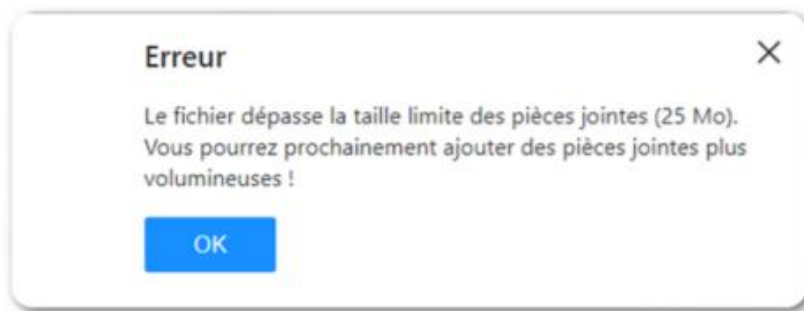 Erreur
Le fichier dépasse la taille limite des pièces jointes (25 Mo).
Vous pourrez prochainement ajouter des pièces jointes plus
volumineuses !
OK